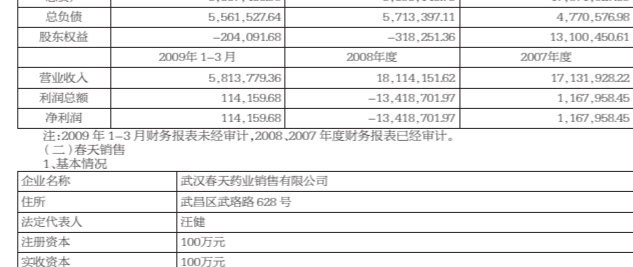 总负债 5,561,527.64 5,713,397.11 4,770,576.98
股东权益 -204,091.68 -318,251.36 13,100,450.61
2009年1-3月 2008年度 2007年度
营业收入 5,813,779.36 18,114,151.62 17,131,928.22
利润总额 114,159.68 -13,418,701.97 1,167,958.45
净利润 114,159.68 -13,418,701.97 1,167,958.45
注:2009年1-3月财务报表未经审计,2008、2007年度财务报表已经审计。
(二)春天销售
1、基本情况
企业名称 武汉春天药业销售有限公司
住所 武昌区武珞路628号
法定代表人 汪健
注册资本 100万元
实收资本 100万元